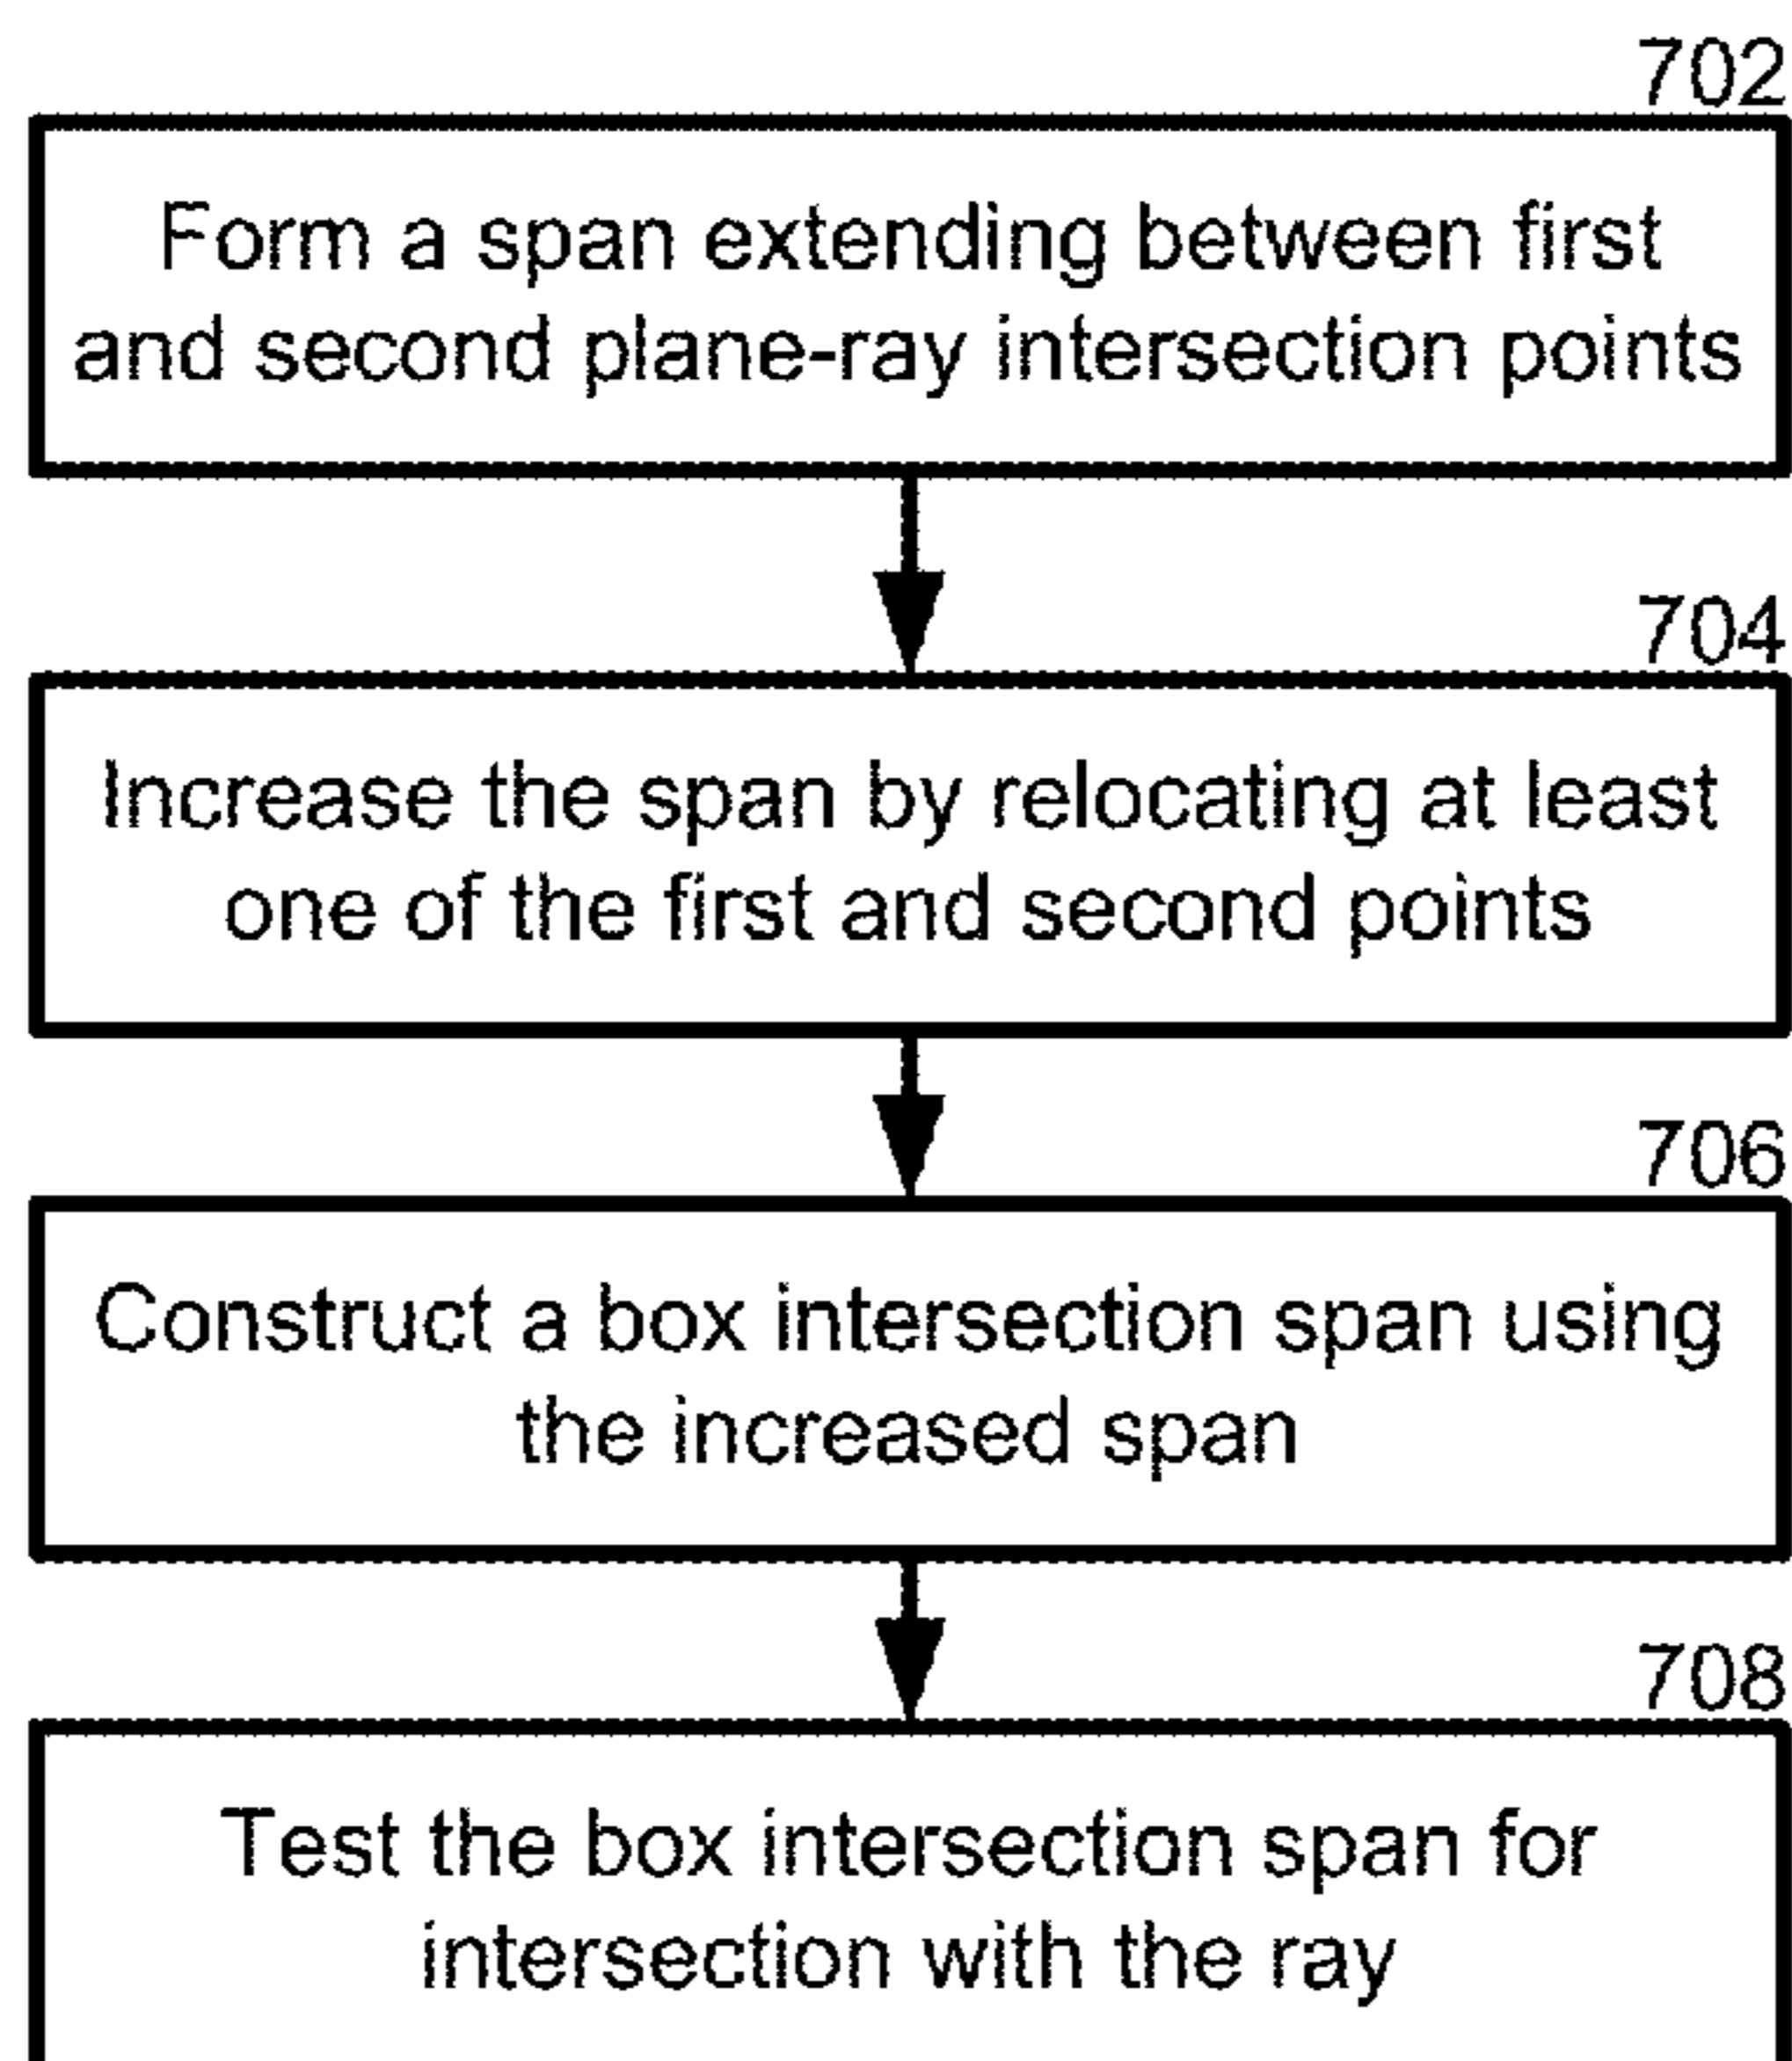 702
Form a span extending between first
and second plane-ray intersection points
704
Increase the span by relocating at least
one of the first and second points
706
Construct a box intersection span using
the increased span
708
Test the box intersection span for
intersection with the ray